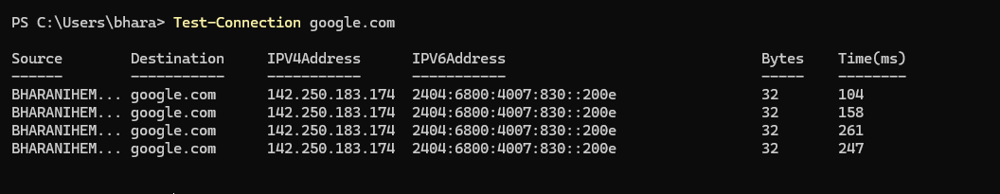 PS C:\Users\bhara> Test-Connection google.com
Source Destination IPV4Address IPV6Address Bytes Time(ms)
------ ----------- ----------- ----------- ----- --------
BHARANIHEM... google.com 142.250.183.174 2404:6800:4007:830::200e 32 104
BHARANIHEM... google.com 142.250.183.174 2404:6800:4007:830::200e 32 158
BHARANIHEM... google.com 142.250.183.174 2404:6800:4007:830::200e 32 261
BHARANIHEM... google.com 142.250.183.174 2404:6800:4007:830::200e 32 247